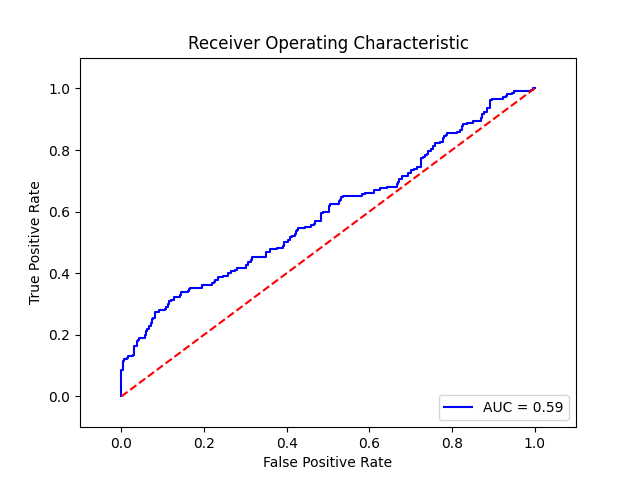 Receiver Operating Characteristic
True Positive Rate
1.0
0.8
0.6
0.4
0.2
0.0
AUC = 0.59
0.0 0.2 0.4 0.6 0.8 1.0
False Positive Rate